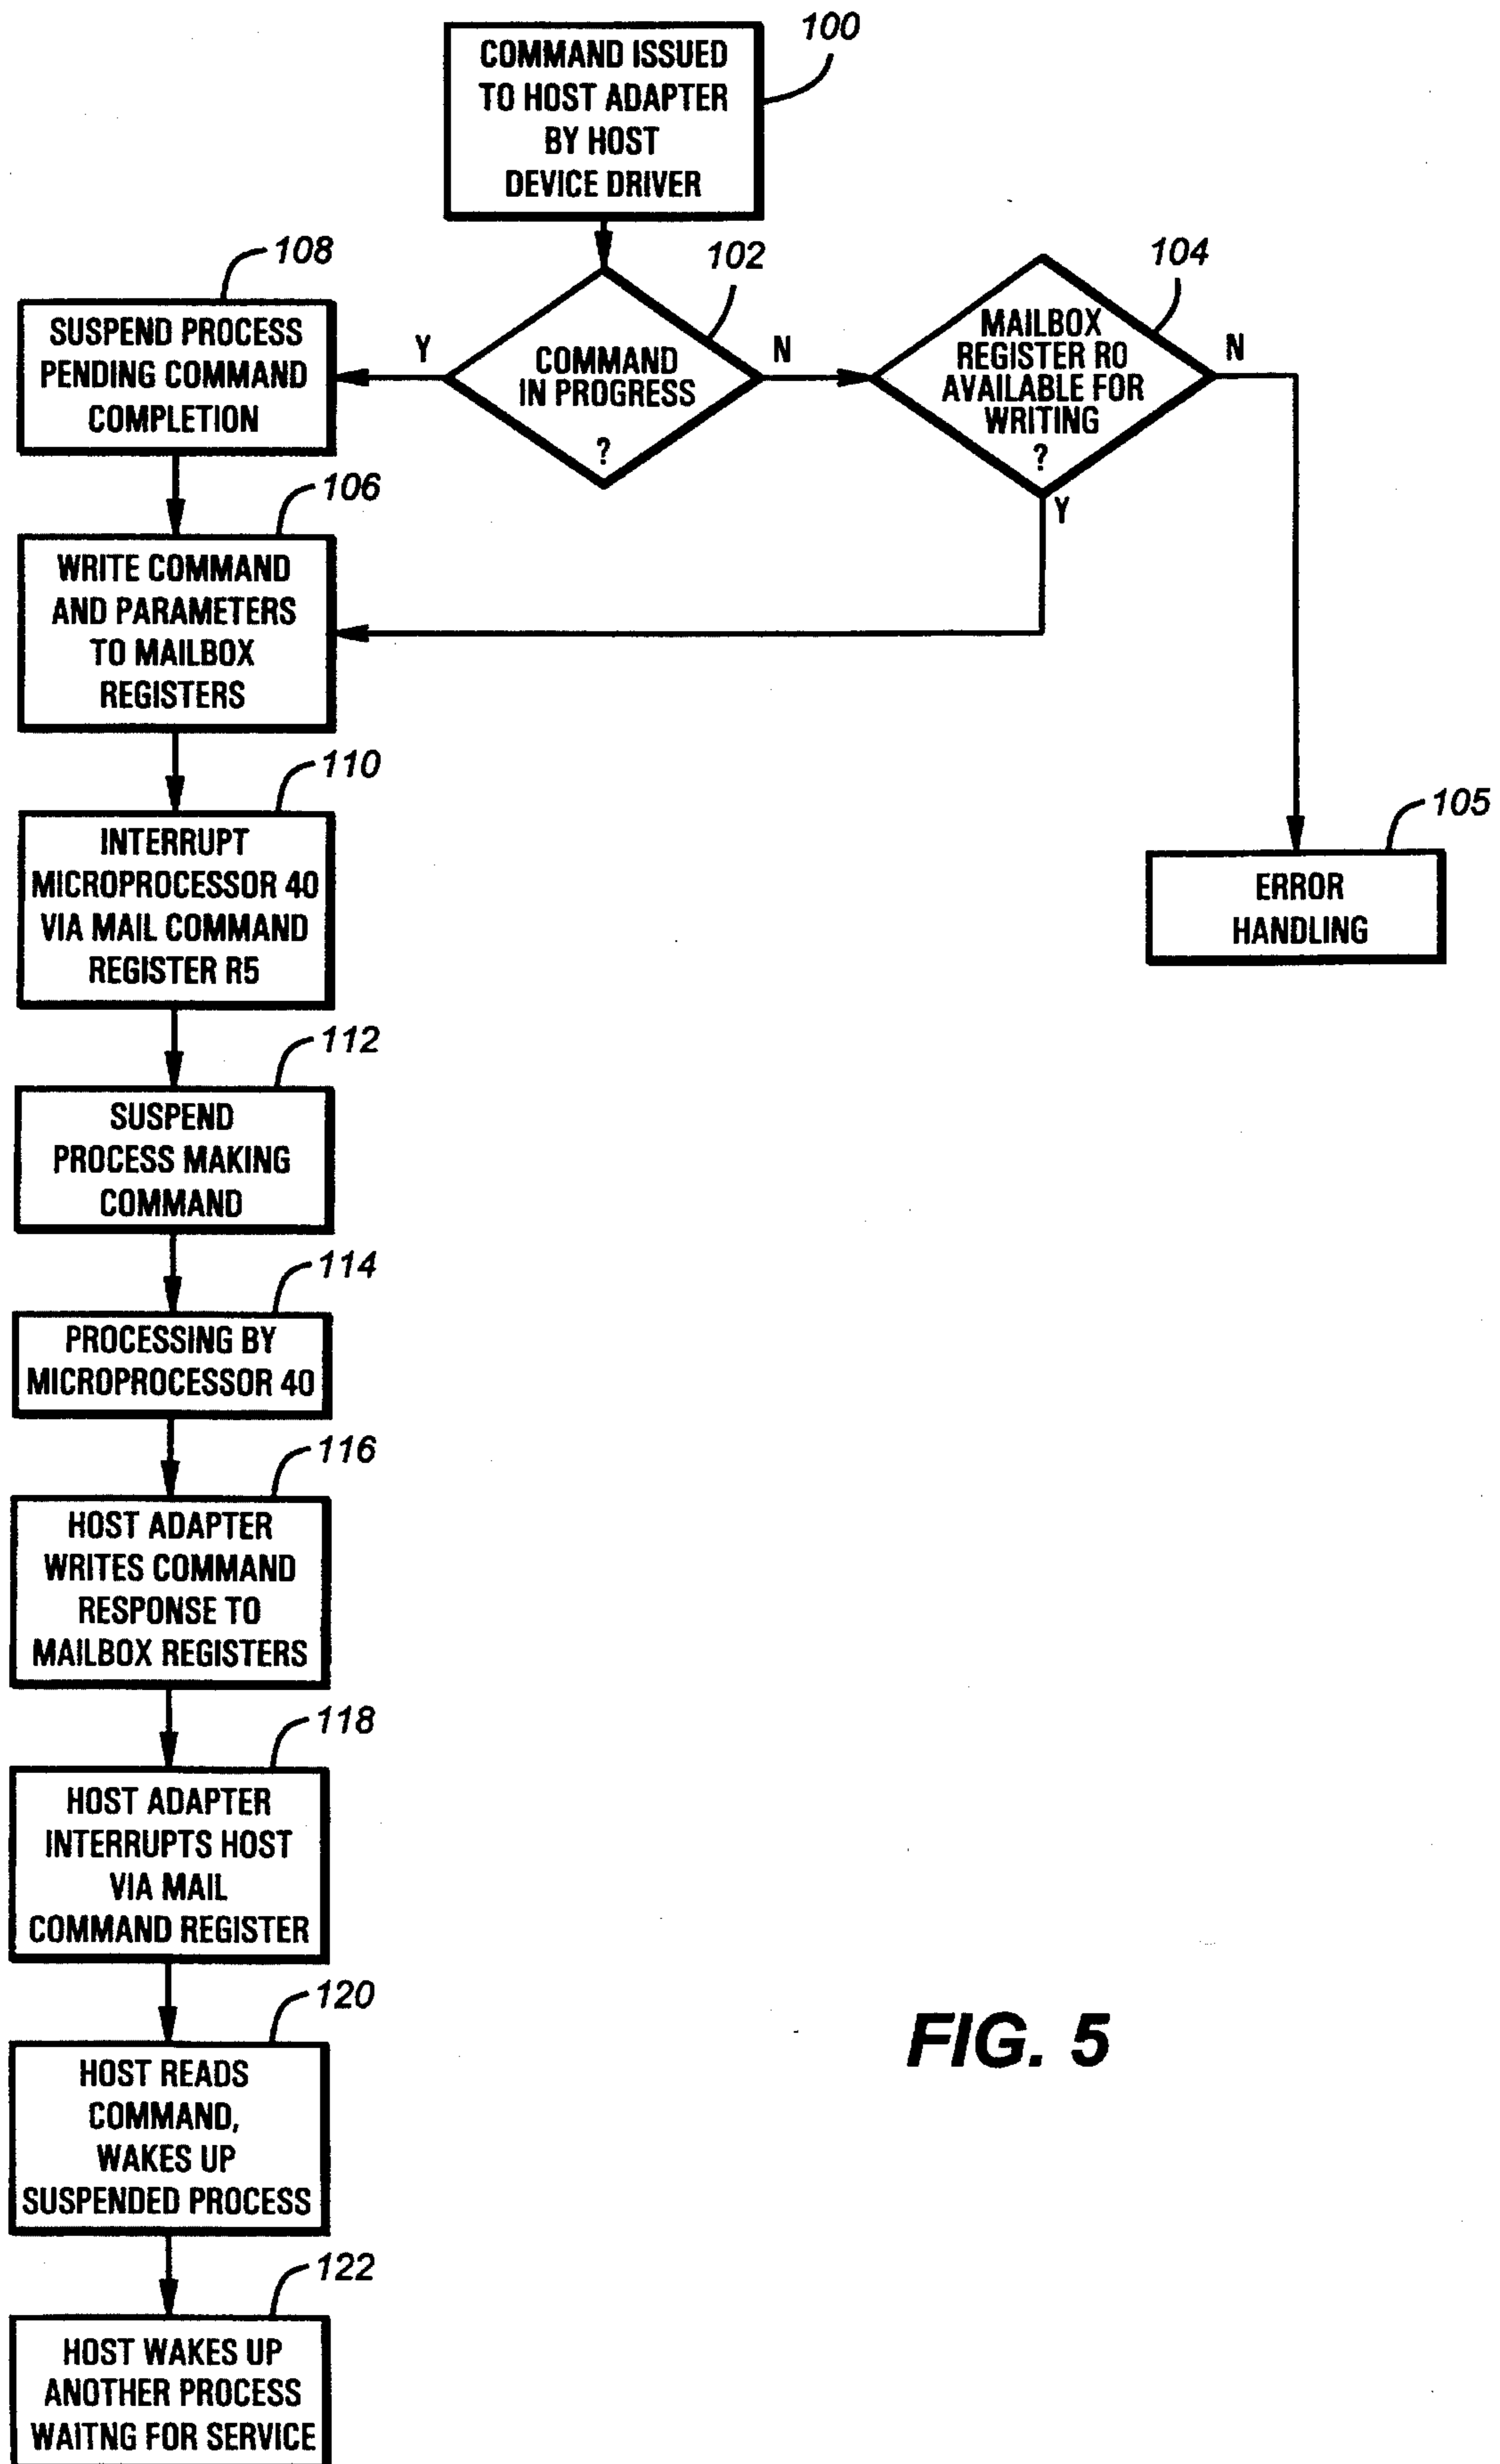 100
COMMAND ISSUED
TO HOST ADAPTER
BY HOST
DEVICE DRIVER
102
COMMAND
IN PROGRESS
?
Y
N
104
MAILBOX
REGISTER RO
AVAILABLE FOR
WRITING
?
N
Y
108
SUSPEND PROCESS
PENDING COMMAND
COMPLETION
106
WRITE COMMAND
AND PARAMETERS
TO MAILBOX
REGISTERS
105
ERROR
HANDLING
110
INTERRUPT
MICROPROCESSOR 40
VIA MAIL COMMAND
REGISTER R5
112
SUSPEND
PROCESS MAKING
COMMAND
114
PROCESSING BY
MICROPROCESSOR 40
116
HOST ADAPTER
WRITES COMMAND
RESPONSE TO
MAILBOX REGISTERS
118
HOST ADAPTER
INTERRUPTS HOST
VIA MAIL
COMMAND REGISTER
120
HOST READS
COMMAND,
WAKES UP
SUSPENDED PROCESS
122
HOST WAKES UP
ANOTHER PROCESS
WAITNG FOR SERVICE
FIG. 5